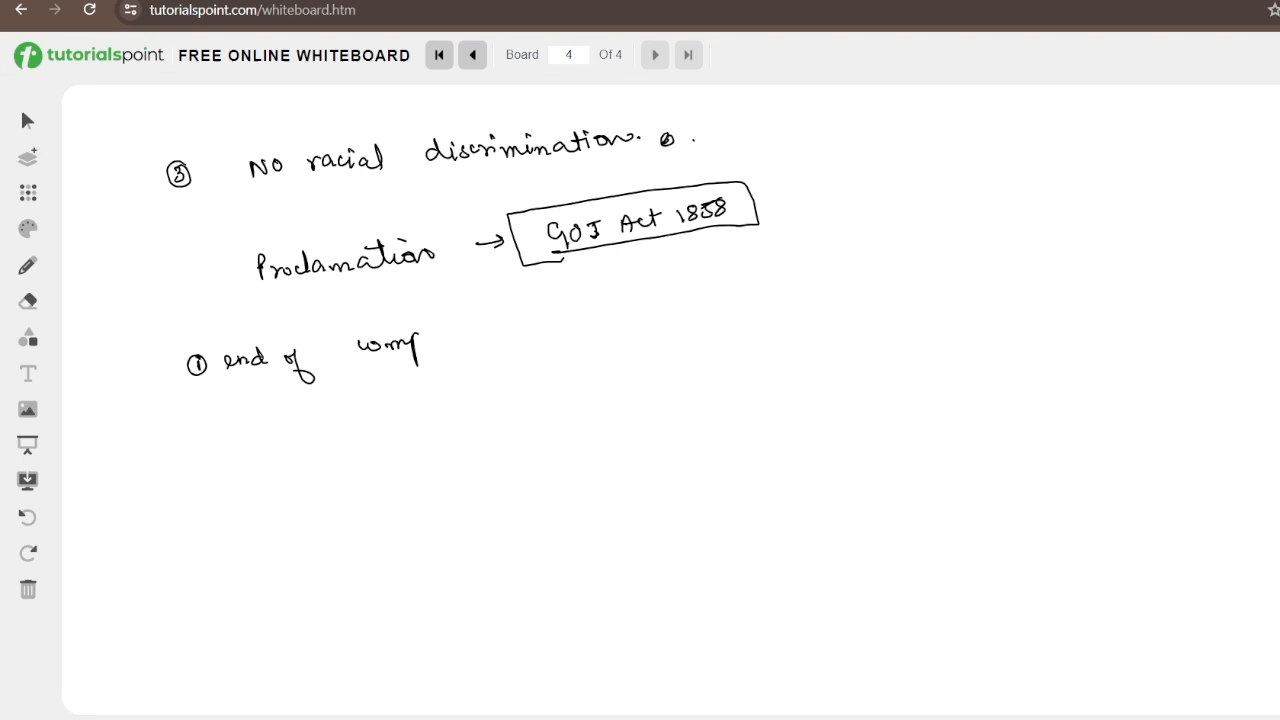 tutorialspoint.com/whiteboard.htm
tutorialspoint FREE ONLINE WHITEBOARD Board 4 Of 4
③ No racial discrimination.
Proclamation → GOI Act 1858
① end of comp